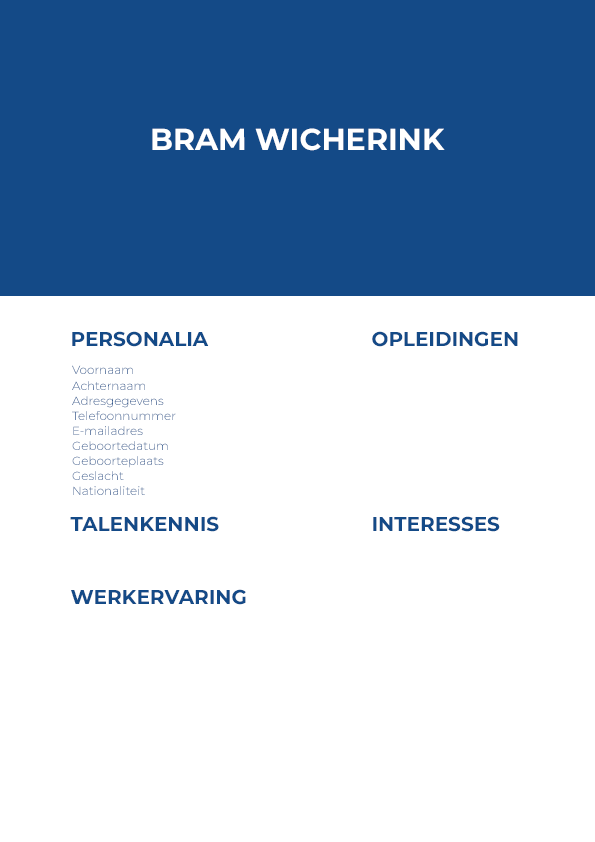 BRAM WICHERINK
PERSONALIA
Voornaam
Achternaam
Adresgegevens
Telefoonnummer
E-mailadres
Geboortedatum
Geboorteplaats
Geslacht
Nationaliteit
OPLEIDINGEN
TALENKENNIS
INTERESSES
WERKERVARING